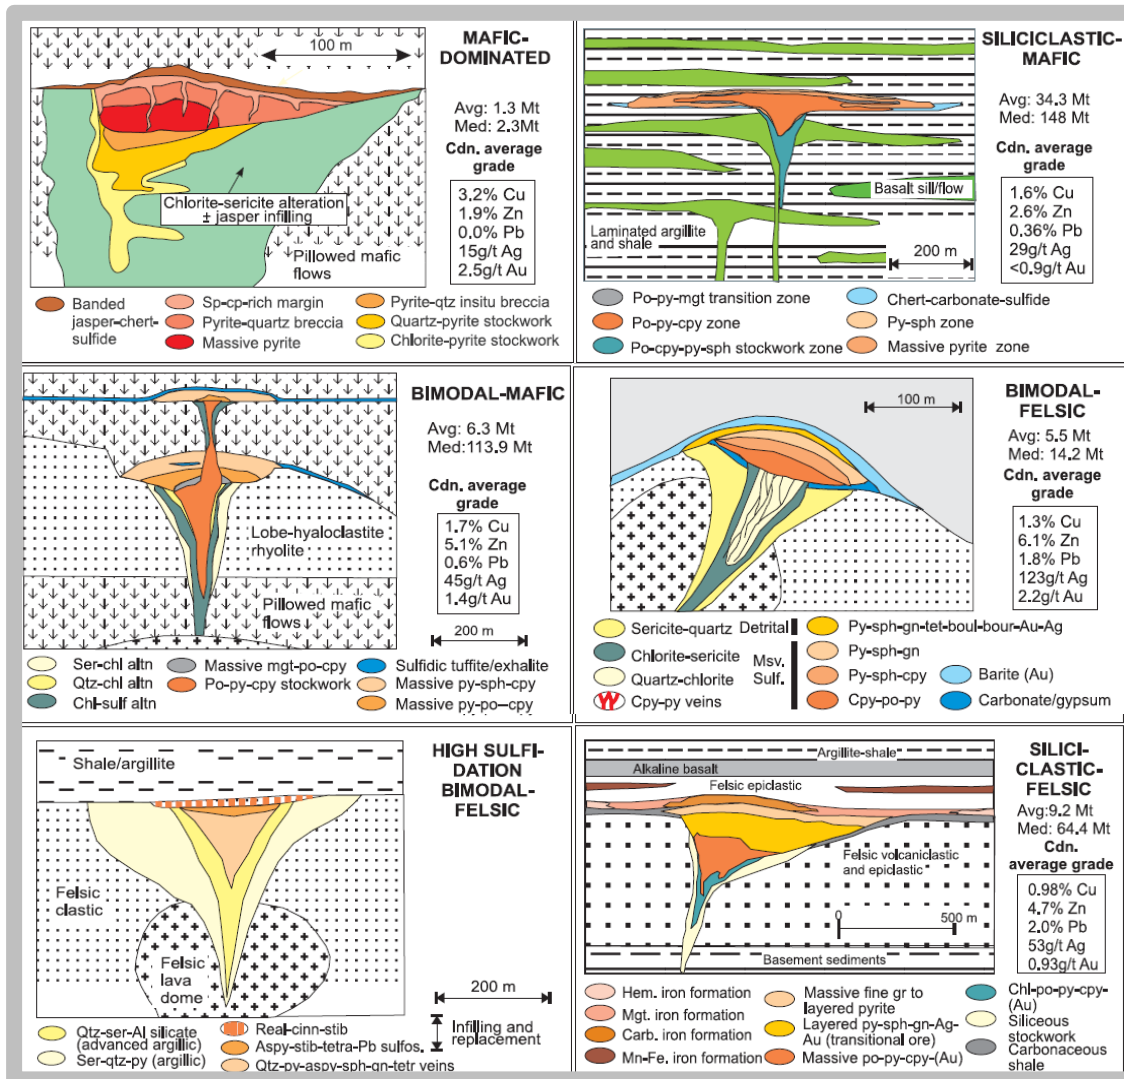 MAFIC-
DOMINATED
100 m
Avg: 1.3 Mt
Med: 2.3Mt
Cdn. average
grade
3.2% Cu
1.9% Zn
0.0% Pb
15g/t Ag
2.5g/t Au
Chlorite-sericite alteration
± jasper infilling
Pillowed mafic
flows
Banded
jasper-chert-
sulfide
Sp-cp-rich margin
Pyrite-quartz breccia
Massive pyrite
Pyrite-qtz insitu breccia
Quartz-pyrite stockwork
Chlorite-pyrite stockwork
SILICICLASTIC-
MAFIC
Avg: 34.3 mt
Med: 148 mt
Cdn. average
grade
1.6% Cu
2.6% Zn
0.36% Pb
29g/t Ag
<0.9g/t Au
Basalt sill/flow
Laminated argillite
and shale
200 m
Po-py-mgt transition zone
Po-py-cpy zone
Po-cpy-py-sph stockwork zone
Chert-carbonate-sulfide
Py-sph zone
Massive pyrite zone
BIMODAL-MAFIC
Avg: 6.3 mt
Med:113.9 Mt
Cdn. average
grade
1.7% Cu
5.1% Zn
0.6% Pb
45g/t Ag
1.4g/t Au
Lobe-hyaloclastite
rhyolite
Pillowed mafic
flows
200 m
Ser-chl altn
Qtz-chl altn
Chl-sulf altn
Massive mgt-po-cpy
Po-py-cpy stockwork
Sulfidic tuffite/exhalite
Massive py-sph-cpy
Massive py-po--cpy
BIMODAL-
FELSIC
100 m
Avg: 5.5 mt
Med: 14.2 Mt
Cdn. average
grade
1.3% Cu
6.1% Zn
1.8% Pb
123g/t Ag
2.2g/t Au
Sericite-quartz
Chlorite-sericite
Quartz-chlorite
Cpy-py veins
Detrital
Msv.
Sulf.
Py-sph-gn-tet-boul-bour-Au-Ag
Py-sph-gn
Py-sph-cpy
Cpy-po-py
Barite (Au)
Carbonate/gypsum
HIGH SULFI-
DATION
BIMODAL-
FELSIC
Shale/argillite
Felsic
clastic
Felsic
lava
dome
200 m
Infilling and
replacement
Qtz-ser-Al silicate
(advanced argillic)
Ser-qtz-py (argillic)
Real-cinn-stib
Aspy-stib-tetra-Pb sulfos.
Qtz-py-aspy-sph-gn-tetr veins
SILICI-
CLASTIC-
FELSIC
Avg:9.2 Mt
Med: 64.4 Mt
Cdn.
average grade
0.98% Cu
4.7% Zn
2.0% Pb
53g/t Ag
0.93g/t Au
Argillite-shale
Alkaline basalt
Felsic epiclastic
Felsic volcaniclastic
and epiclastic
0 500 m
Basement sediments
Hem. iron formation
Mgt. iron formation
Carb. iron formation
Mn-Fe. iron formation
Massive fine gr to
layered pyrite
Layered py-sph-gn-Ag-
Au (transitional ore)
Massive po-py-cpy-(Au)
Chl-po-py-cpy-
(Au)
Siliceous
stockwork
Carbonaceous
shale